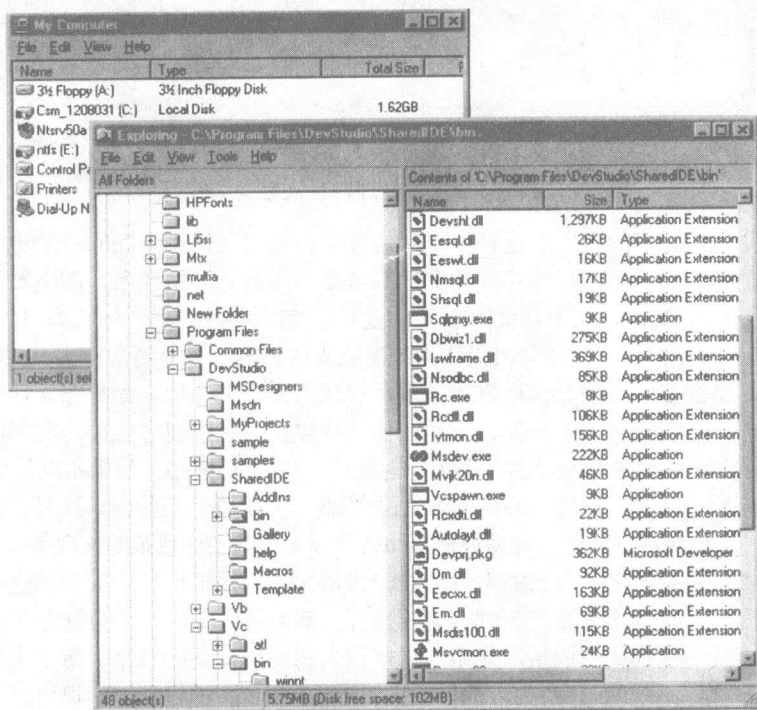 My Computer
File Edit View Help
Name Type Total Size
3½ Floppy (A:) 3½ Inch Floppy Disk
Csm_1208031 (C:) Local Disk 1.62GB
Ntsrv50a
ntfs (E:)
Control Pa
Printers
Dial-Up N
1 object(s) sel
Exploring - C:\Program Files\DevStudio\SharedIDE\bin
File Edit View Tools Help
All Folders
HPFonts
lib
Lj5si
Mtx
multia
net
New Folder
Program Files
Common Files
DevStudio
MSDesigners
Msdn
MyProjects
sample
samples
SharedIDE
AddIns
bin
Gallery
help
Macros
Template
Vb
Vc
atl
bin
winnt
Contents of 'C:\Program Files\DevStudio\SharedIDE\bin'
Name Size Type
Devshl.dll 1,297KB Application Extension
Eesql.dll 26KB Application Extension
Eeswt.dll 16KB Application Extension
Nmsql.dll 17KB Application Extension
Shsql.dll 19KB Application Extension
Sqlprxy.exe 9KB Application
Dbwiz1.dll 275KB Application Extension
Iswframe.dll 369KB Application Extension
Nsodbc.dll 85KB Application Extension
Rc.exe 8KB Application
Rcdll.dll 106KB Application Extension
Ivtmon.dll 156KB Application Extension
Msdev.exe 222KB Application
Mvjk20n.dll 46KB Application Extension
Vcspawn.exe 9KB Application
Rcxdti.dll 22KB Application Extension
Autolayt.dll 19KB Application Extension
Devprj.pkg 362KB Microsoft Developer
Dm.dll 92KB Application Extension
Eecxx.dll 163KB Application Extension
Em.dll 69KB Application Extension
Msdis100.dll 115KB Application Extension
Msvcmon.exe 24KB Application
48 object(s) 5.75MB (Disk free space: 102MB)